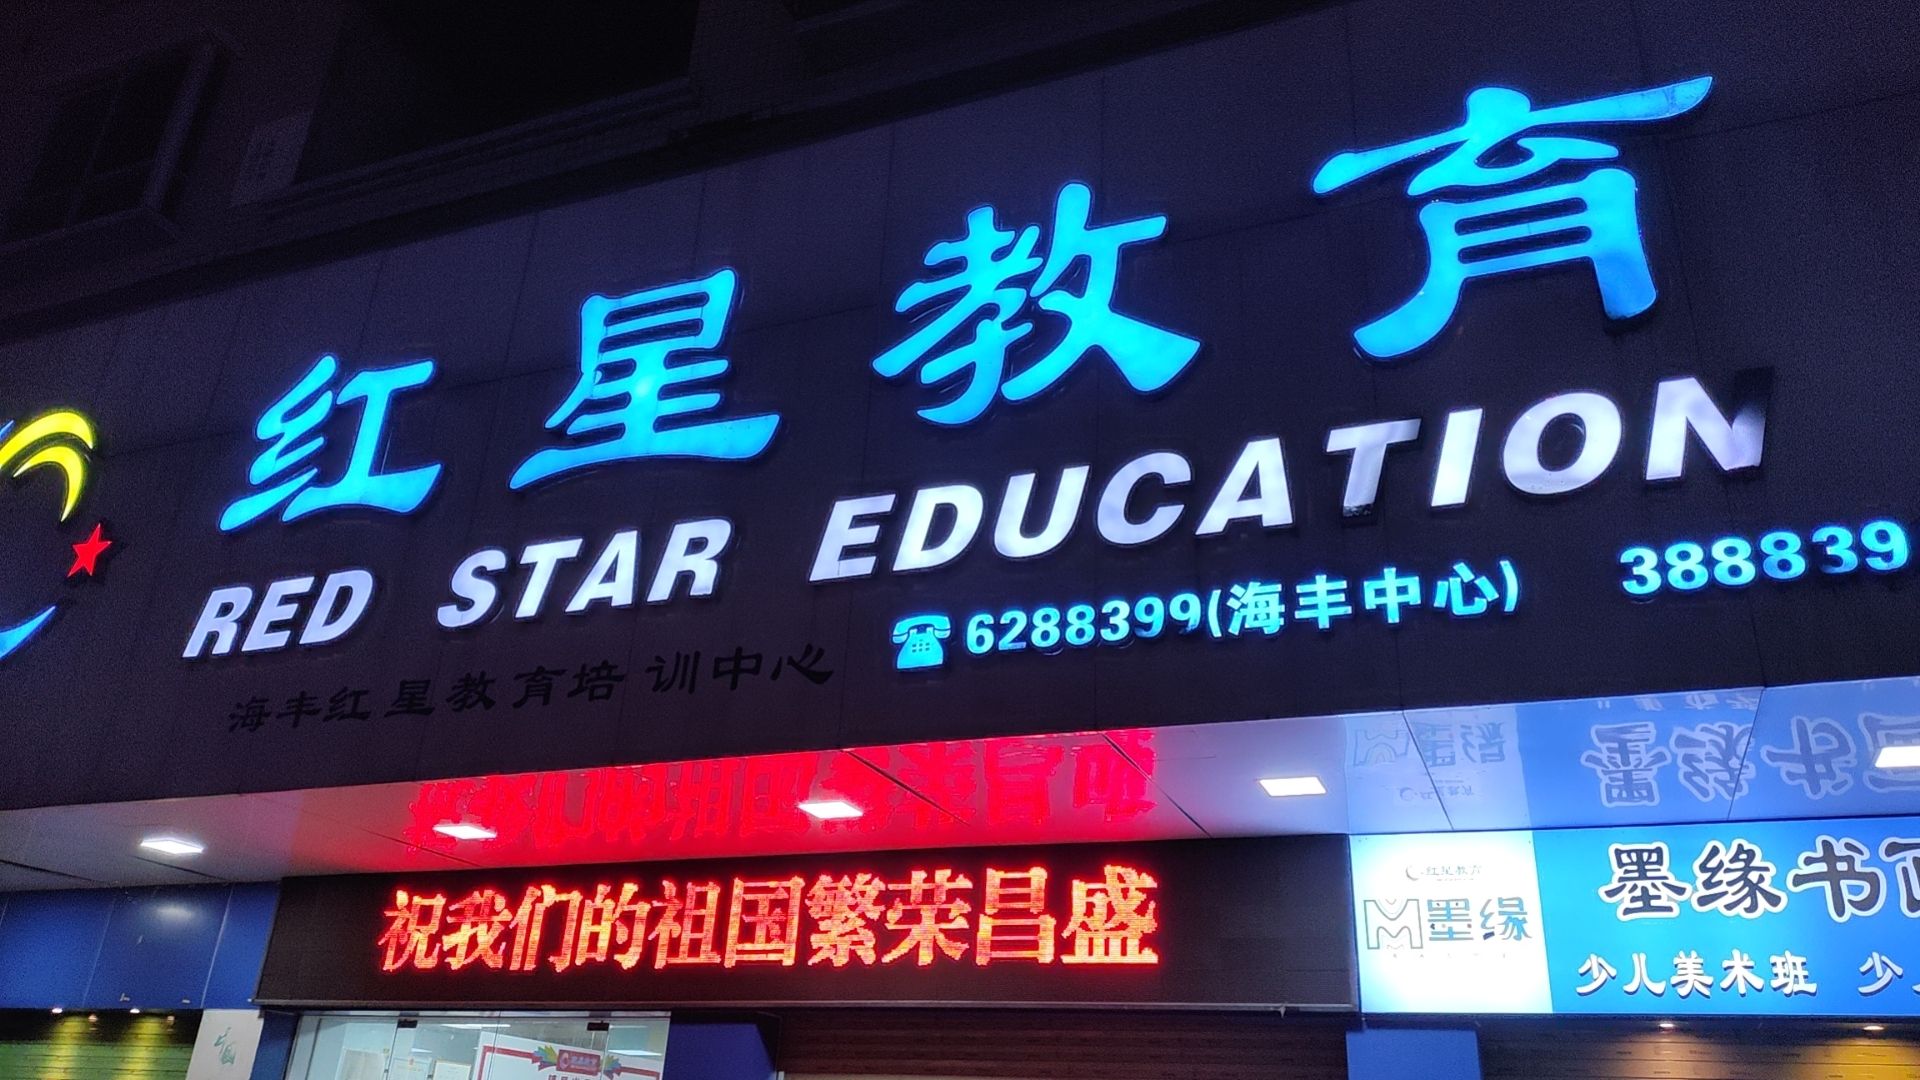 红星教育
RED STAR EDUCATION
6288399(海丰中心) 388839
海丰红星教育培训中心
祝我们的祖国繁荣昌盛
红星教育
墨缘
墨缘书
少儿美术班 少